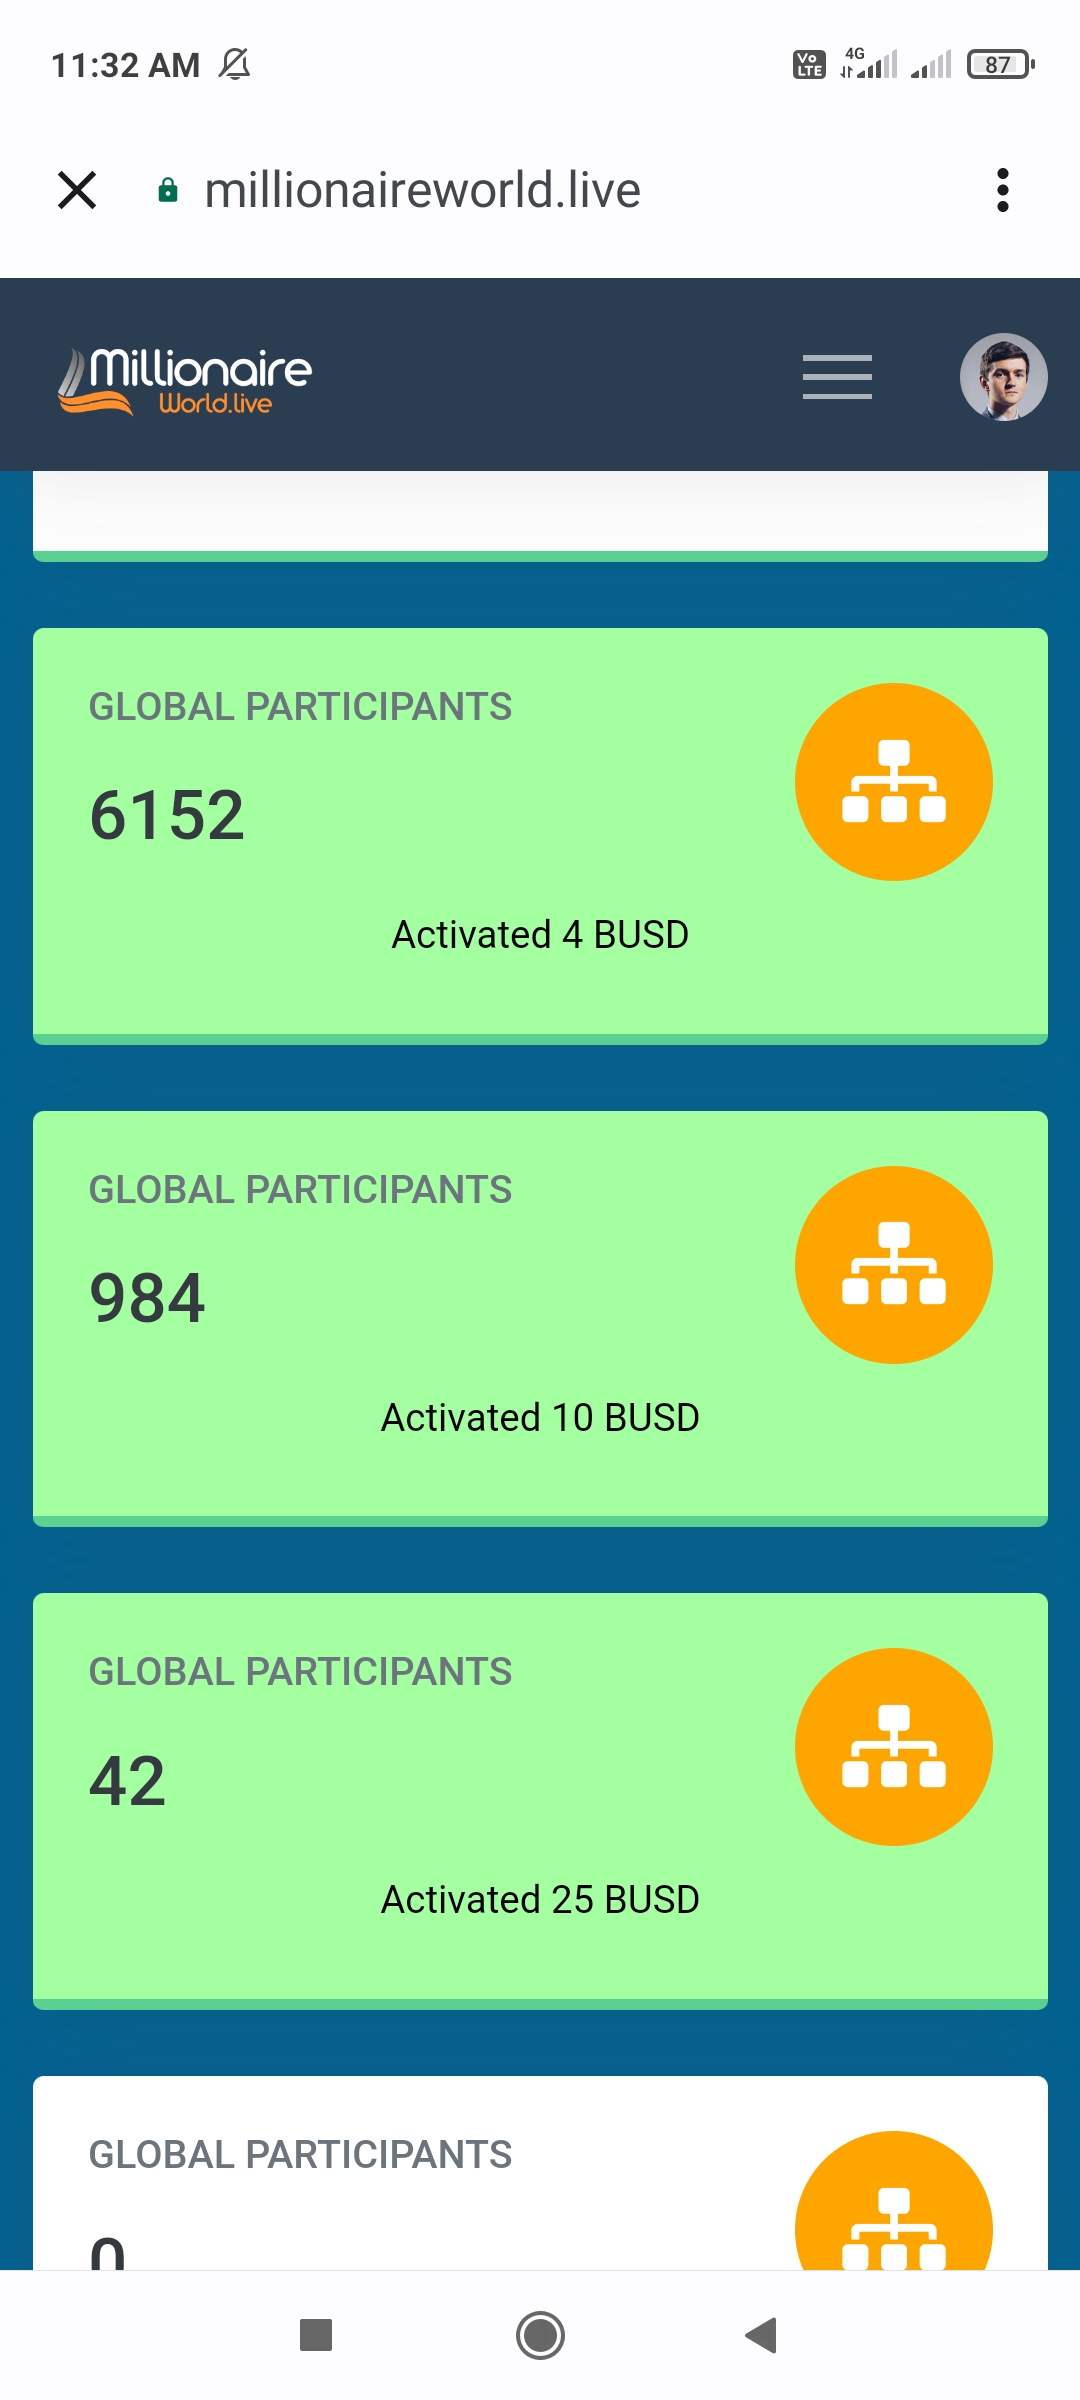 11:32 AM
Vo LTE
4G
87
millionaireworld.live
Millionaire
World.live
GLOBAL PARTICIPANTS
6152
Activated 4 BUSD
GLOBAL PARTICIPANTS
984
Activated 10 BUSD
GLOBAL PARTICIPANTS
42
Activated 25 BUSD
GLOBAL PARTICIPANTS
0